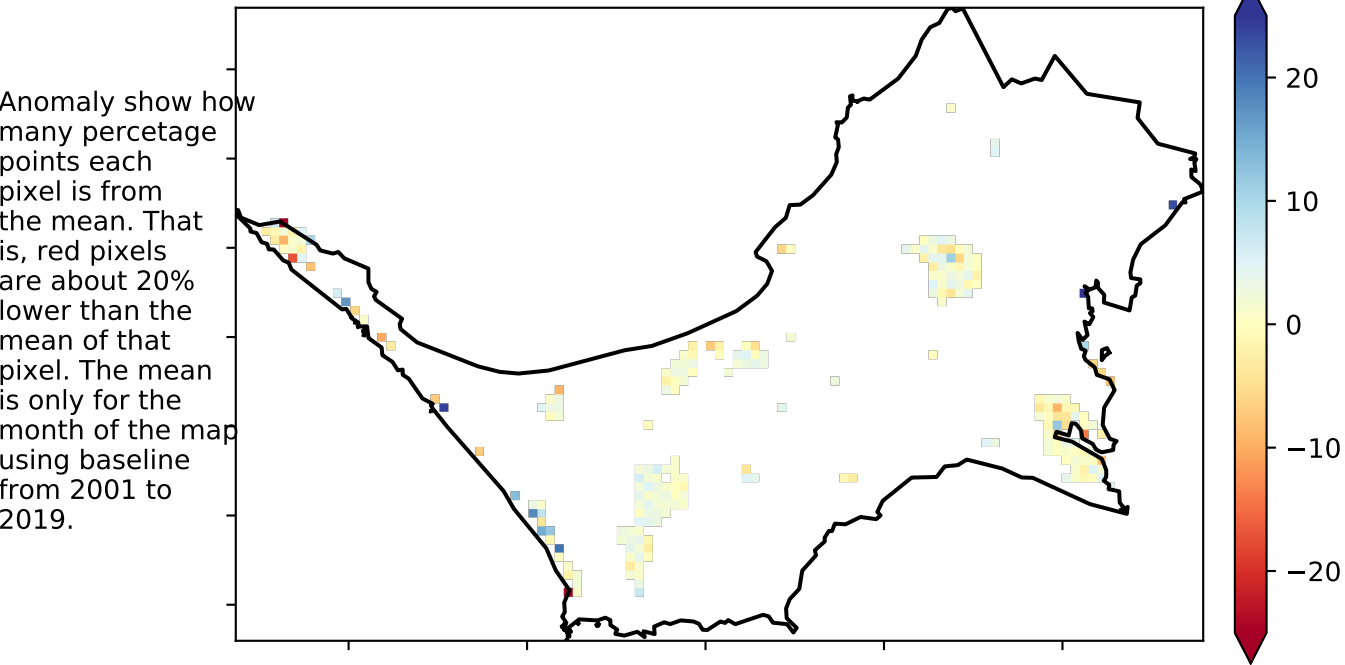 Anomaly show how
many percetage
points each
pixel is from
the mean. That
is, red pixels
are about 20%
lower than the
mean of that
pixel. The mean
is only for the
month of the map
using baseline
from 2001 to
2019.
20
10
0
−10
−20